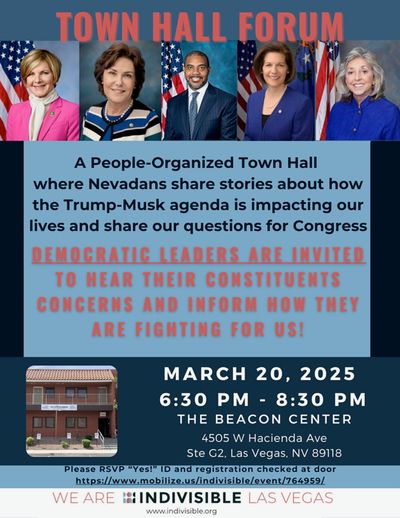 TOWN HALL FORUM
A People-Organized Town Hall
where Nevadans share stories about how
the Trump-Musk agenda is impacting our
lives and share our questions for Congress
DEMOCRATIC LEADERS ARE INVITED
TO HEAR THEIR CONSTITUENTS
CONCERNS AND INFORM HOW THEY
ARE FIGHTING FOR US!
MARCH 20, 2025
6:30 PM - 8:30 PM
THE BEACON CENTER
4505 W Hacienda Ave
Ste G2, Las Vegas, NV 89118
Please RSVP “Yes!” ID and registration checked at door
https://www.mobilize.us/indivisible/event/764959/
WE ARE INDIVISIBLE LAS VEGAS
www.indivisible.org